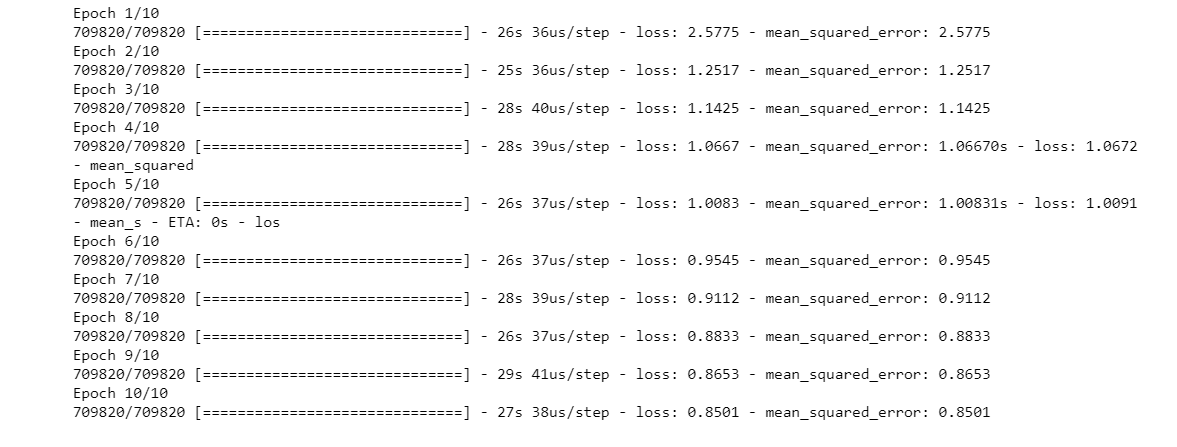 Epoch 1/10
709820/709820 [==============================] - 26s 36us/step - loss: 2.5775 - mean_squared_error: 2.5775
Epoch 2/10
709820/709820 [==============================] - 25s 36us/step - loss: 1.2517 - mean_squared_error: 1.2517
Epoch 3/10
709820/709820 [==============================] - 28s 40us/step - loss: 1.1425 - mean_squared_error: 1.1425
Epoch 4/10
709820/709820 [==============================] - 28s 39us/step - loss: 1.0667 - mean_squared_error: 1.06670s - loss: 1.0672
- mean_squared
Epoch 5/10
709820/709820 [==============================] - 26s 37us/step - loss: 1.0083 - mean_squared_error: 1.00831s - loss: 1.0091
- mean_s - ETA: 0s - los
Epoch 6/10
709820/709820 [==============================] - 26s 37us/step - loss: 0.9545 - mean_squared_error: 0.9545
Epoch 7/10
709820/709820 [==============================] - 28s 39us/step - loss: 0.9112 - mean_squared_error: 0.9112
Epoch 8/10
709820/709820 [==============================] - 26s 37us/step - loss: 0.8833 - mean_squared_error: 0.8833
Epoch 9/10
709820/709820 [==============================] - 29s 41us/step - loss: 0.8653 - mean_squared_error: 0.8653
Epoch 10/10
709820/709820 [==============================] - 27s 38us/step - loss: 0.8501 - mean_squared_error: 0.8501